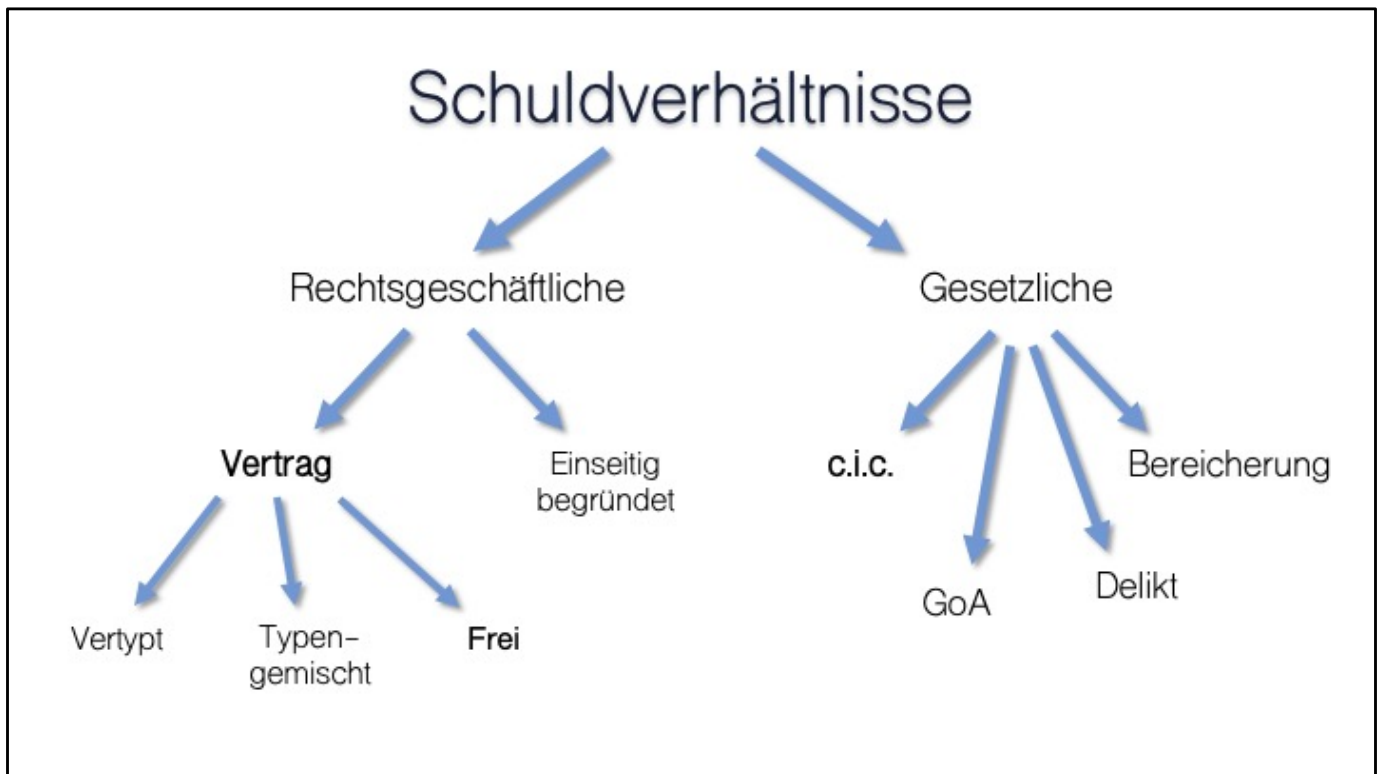 Schuldverhältnisse
Rechtsgeschäftliche
Gesetzliche
Vertrag
Einseitig
begründet
c.i.c.
Bereicherung
GoA
Delikt
Vertypt
Typen-
gemischt
Frei